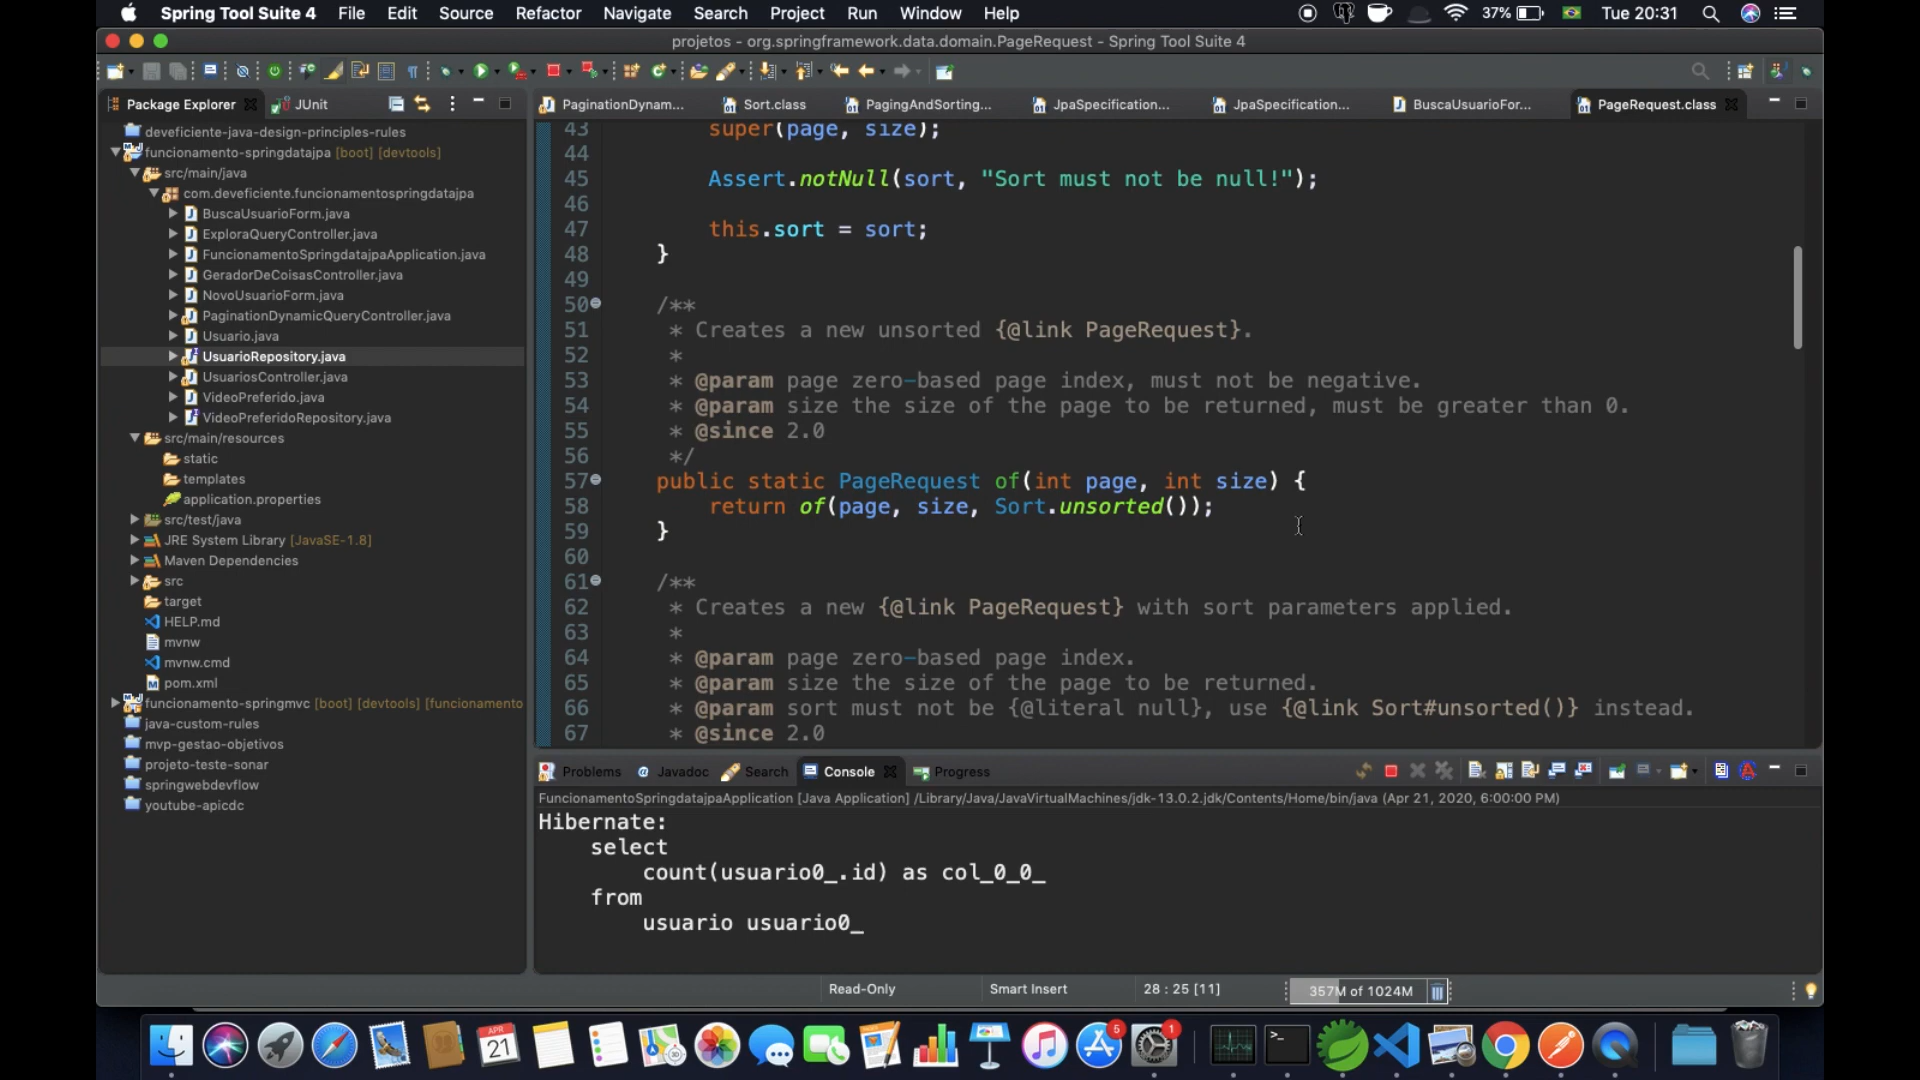 Spring Tool Suite 4 File Edit Source Refactor Navigate Search Project Run Window Help 37% Tue 20:31
projetos - org.springframework.data.domain.PageRequest - Spring Tool Suite 4
Package Explorer JUnit
PaginationDynam... Sort.class PagingAndSorting... JpaSpecification... JpaSpecification... BuscaUsuarioFor... PageRequest.class
deveficiente-java-design-principles-rules
funcionamento-springdatajpa [boot] [devtools]
src/main/java
com.deveficiente.funcionamentospringdatajpa
BuscaUsuarioForm.java
ExploraQueryController.java
FuncionamentoSpringdatajpaApplication.java
GeradorDeCoisasController.java
NovoUsuarioForm.java
PaginationDynamicQueryController.java
Usuario.java
UsuarioRepository.java
UsuariosController.java
VideoPreferido.java
VideoPreferidoRepository.java
src/main/resources
static
templates
application.properties
src/test/java
JRE System Library [JavaSE-1.8]
Maven Dependencies
src
target
HELP.md
mvnw
mvnw.cmd
pom.xml
funcionamento-springmvc [boot] [devtools] [funcionamento
java-custom-rules
mvp-gestao-objetivos
projeto-teste-sonar
springwebdevflow
youtube-apicdc
43 super(page, size);
44
45 Assert.notNull(sort, "Sort must not be null!");
46
47 this.sort = sort;
48 }
49
50 /**
51 * Creates a new unsorted {@link PageRequest}.
52 *
53 * @param page zero-based page index, must not be negative.
54 * @param size the size of the page to be returned, must be greater than 0.
55 * @since 2.0
56 */
57 public static PageRequest of(int page, int size) {
58 return of(page, size, Sort.unsorted());
59 }
60
61 /**
62 * Creates a new {@link PageRequest} with sort parameters applied.
63 *
64 * @param page zero-based page index.
65 * @param size the size of the page to be returned.
66 * @param sort must not be {@literal null}, use {@link Sort#unsorted()} instead.
67 * @since 2.0
Problems @ Javadoc Search Console Progress
FuncionamentoSpringdatajpaApplication [Java Application] /Library/Java/JavaVirtualMachines/jdk-13.0.2.jdk/Contents/Home/bin/java (Apr 21, 2020, 6:00:00 PM)
Hibernate:
select
count(usuario0_.id) as col_0_0_
from
usuario usuario0_
Read-Only Smart Insert 28 : 25 [11] 357M of 1024M
APR
21
5
1